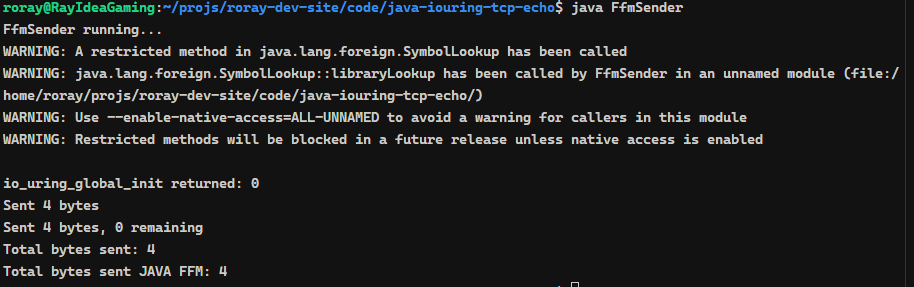 roray@RayIdeaGaming:~/projs/roray-dev-site/code/java-iouring-tcp-echo$ java FfmSender
FfmSender running...
WARNING: A restricted method in java.lang.foreign.SymbolLookup has been called
WARNING: java.lang.foreign.SymbolLookup::libraryLookup has been called by FfmSender in an unnamed module (file:/
home/roray/projs/roray-dev-site/code/java-iouring-tcp-echo/)
WARNING: Use --enable-native-access=ALL-UNNAMED to avoid a warning for callers in this module
WARNING: Restricted methods will be blocked in a future release unless native access is enabled

io_uring_global_init returned: 0
Sent 4 bytes
Sent 4 bytes, 0 remaining
Total bytes sent: 4
Total bytes sent JAVA FFM: 4